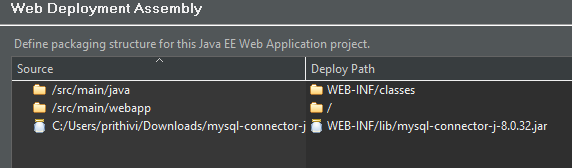 Web Deployment Assembly
Define packaging structure for this Java EE Web Application project.
Source Deploy Path
/src/main/java WEB-INF/classes
/src/main/webapp /
C:/Users/prithivi/Downloads/mysql-connector-j WEB-INF/lib/mysql-connector-j-8.0.32.jar